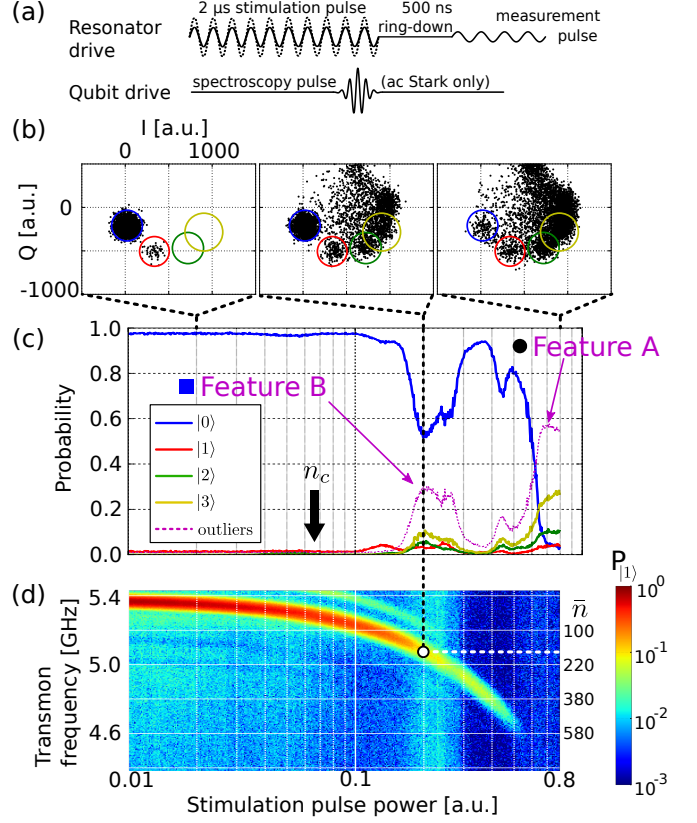 (a)
2 μs stimulation pulse
500 ns
measurement
Resonator
drive
ring-down
pulse
Qubit drive
spectroscopy pulse
(ac Stark only)
(b)
I [a.u.]
0
1000
Q [a.u.]
0
-1000
(c)
1.0
0.8
0.6
0.4
0.2
0.0
Probability
Feature A
Feature B
|0⟩
|1⟩
|2⟩
|3⟩
outliers
n_c
(d)
Transmon
frequency [GHz]
5.4
5.0
4.6
n̅
100
220
380
580
0.01
0.1
0.8
Stimulation pulse power [a.u.]
P|1⟩
10⁰
10⁻¹
10⁻²
10⁻³